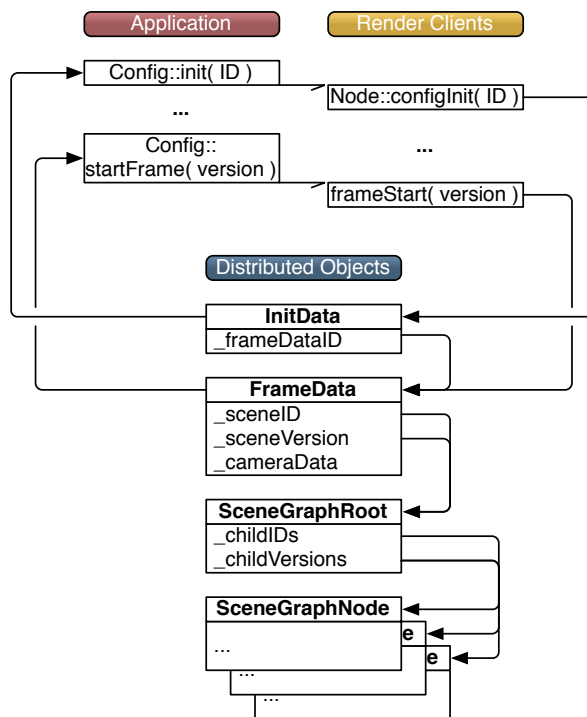 Application
Render Clients
Config::init( ID )
Node::configInit( ID )
...
Config::
startFrame( version )
...
frameStart( version )
Distributed Objects
InitData
_frameDataID
FrameData
_sceneID
_sceneVersion
_cameraData
SceneGraphRoot
_childIDs
_childVersions
SceneGraphNode
e
e
...
...
...